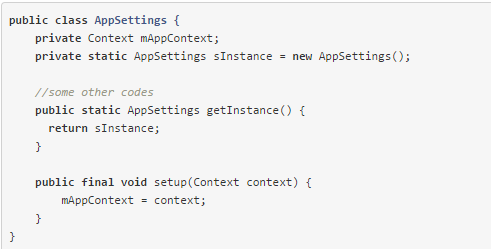 public class AppSettings {
    private Context mAppContext;
    private static AppSettings sInstance = new AppSettings();

    //some other codes
    public static AppSettings getInstance() {
      return sInstance;
    }

    public final void setup(Context context) {
        mAppContext = context;
    }
}